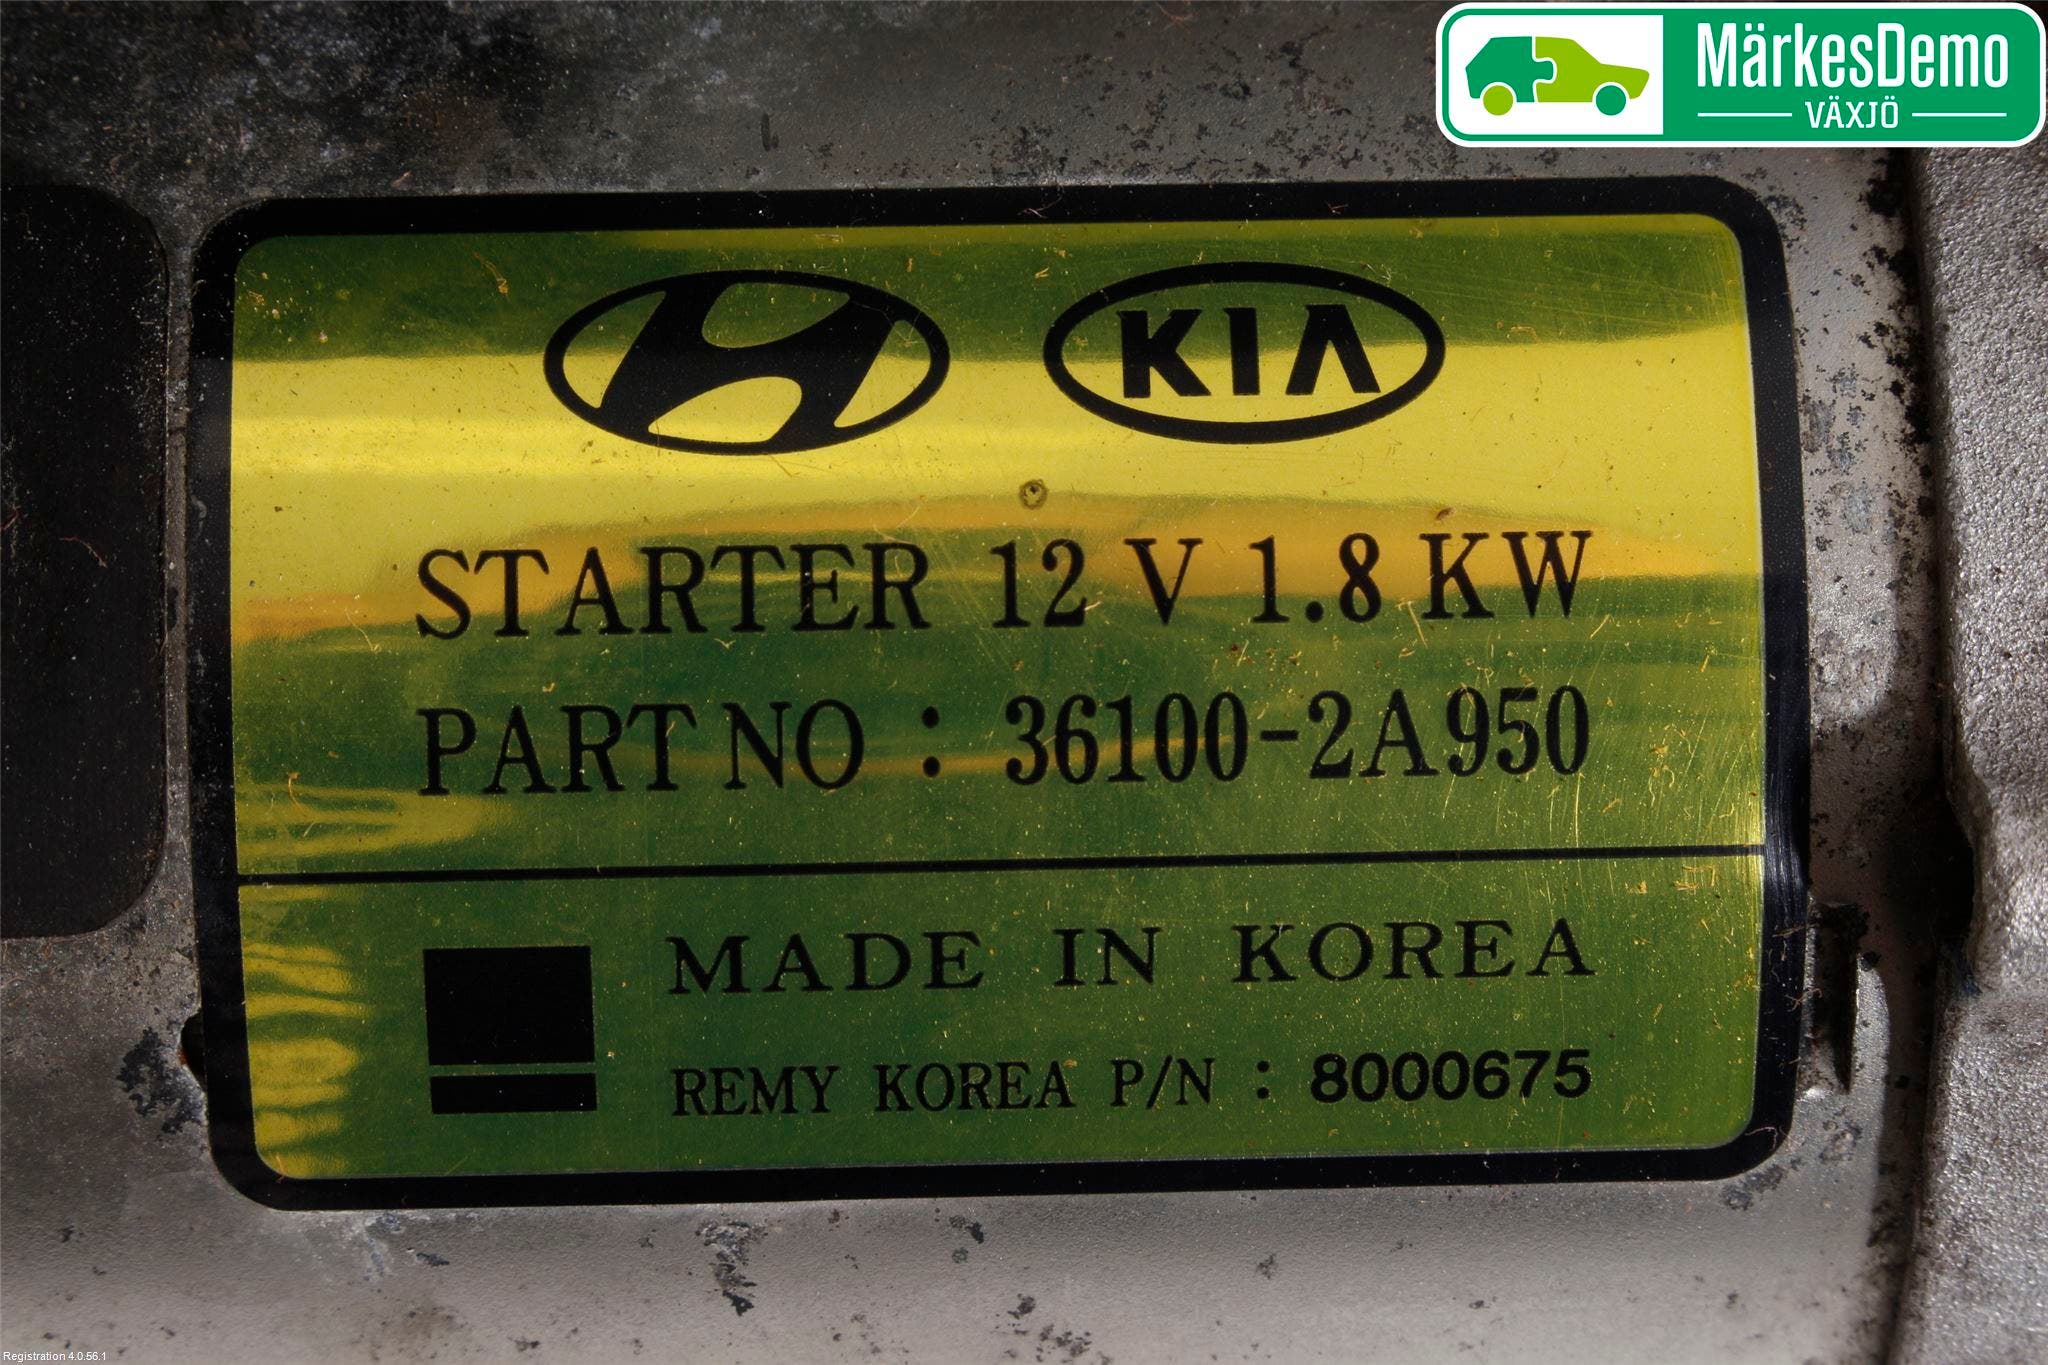 MärkesDemo
VÄXJÖ
KIA
STARTER 12 V 1.8 KW
PART NO : 36100-2A950
MADE IN KOREA
REMY KOREA P/N : 8000675
Registration 4.0.56.1